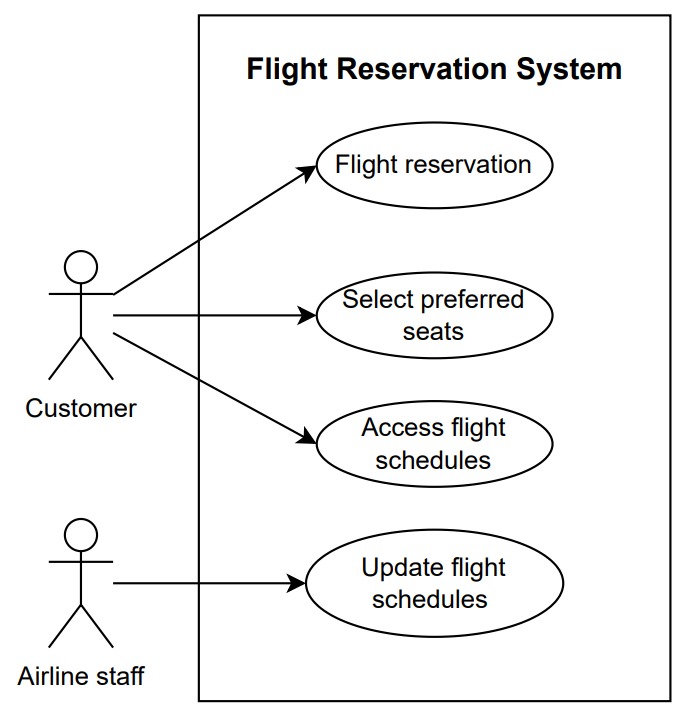 Flight Reservation System
Flight reservation
Select preferred
seats
Customer
Access flight
schedules
Update flight
schedules
Airline staff